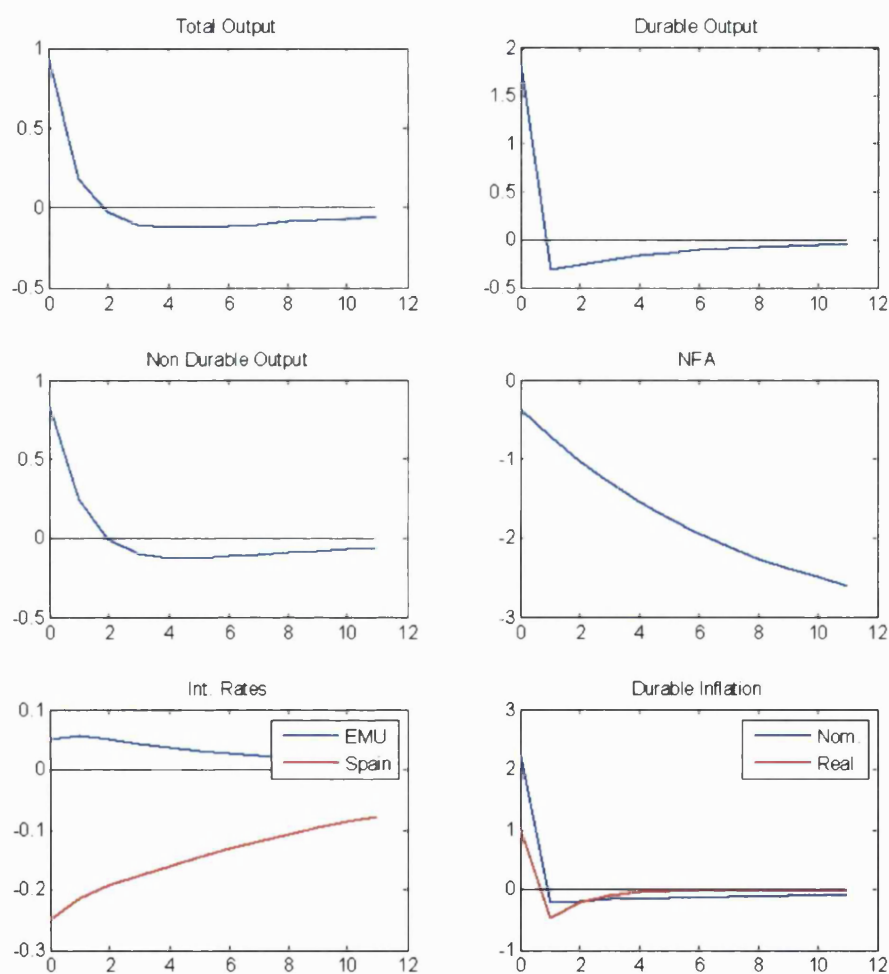 Total Output
1
0.5
0
-0.5
0 2 4 6 8 10 12
Durable Output
2
1.5
1
0.5
0
-0.5
0 2 4 6 8 10 12
Non Durable Output
1
0.5
0
-0.5
0 2 4 6 8 10 12
NFA
0
-1
-2
-3
0 2 4 6 8 10 12
Int. Rates
0.1
0
-0.1
-0.2
-0.3
0 2 4 6 8 10 12
EMU
Spain
Durable Inflation
3
2
1
0
-1
0 2 4 6 8 10 12
Nom.
Real